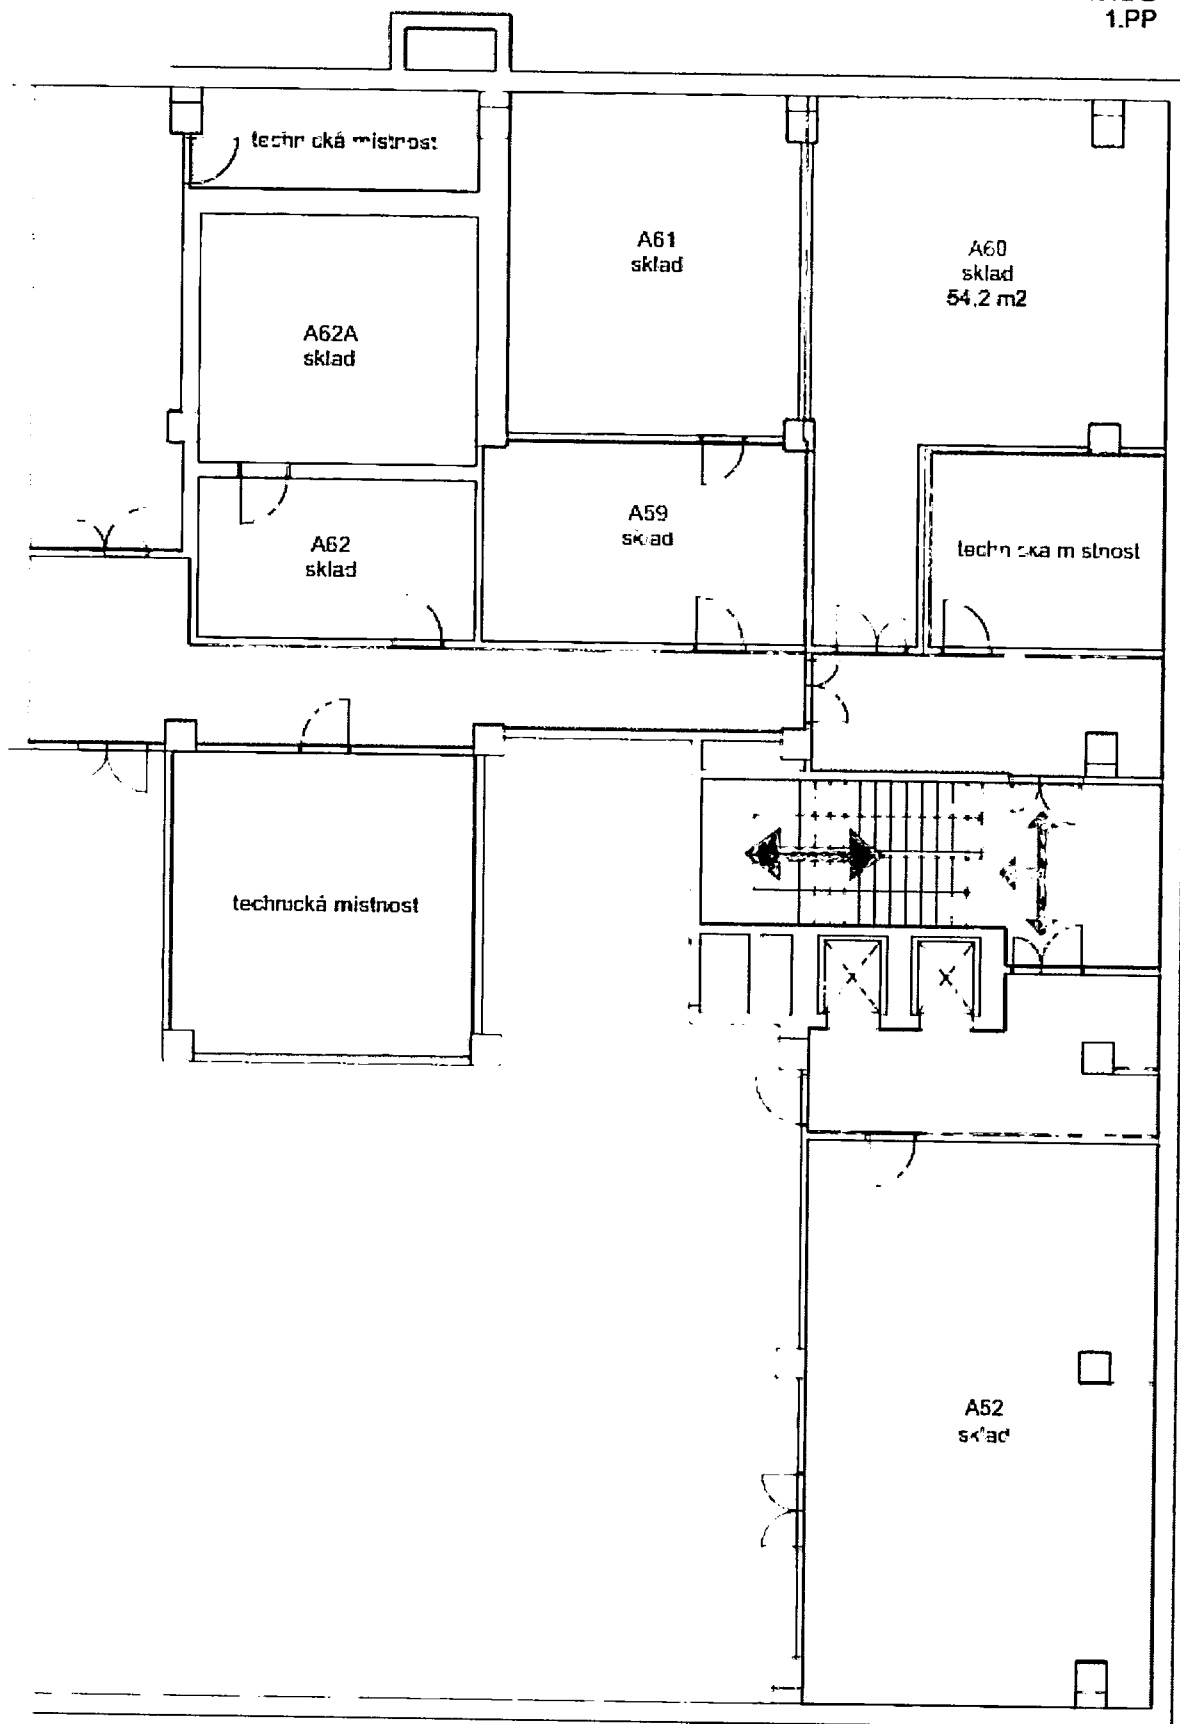 1.PP
technická místnost
A61
sklad
A60
sklad
54,2 m2
A62A
sklad
A59
sklad
A62
sklad
technická místnost
technická místnost
A52
sklad